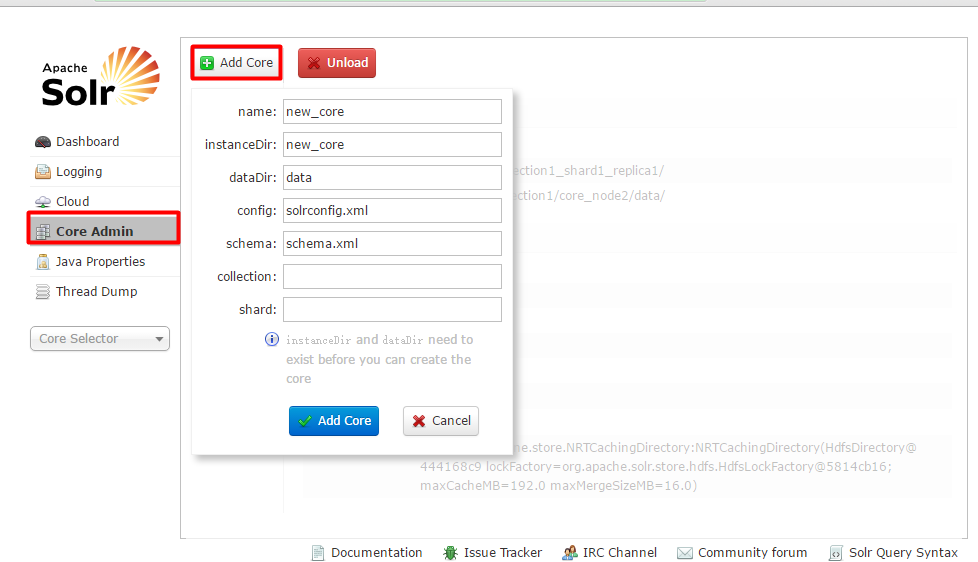 Apache
Solr
Dashboard
Logging
Cloud
Core Admin
Java Properties
Thread Dump
Core Selector
Add Core
Unload
name: new_core
instanceDir: new_core
dataDir: data
config: solrconfig.xml
schema: schema.xml
collection:
shard:
instanceDir and dataDir need to
exist before you can create the
core
Add Core
Cancel
ction1_shard1_replica1/
ction1/core_node2/data/
he.store.NRTCachingDirectory:NRTCachingDirectory(HdfsDirectory@
444168c9 lockFactory=org.apache.solr.store.hdfs.HdfsLockFactory@5814cb16;
maxCacheMB=192.0 maxMergeSizeMB=16.0)
Documentation
Issue Tracker
IRC Channel
Community forum
Solr Query Syntax